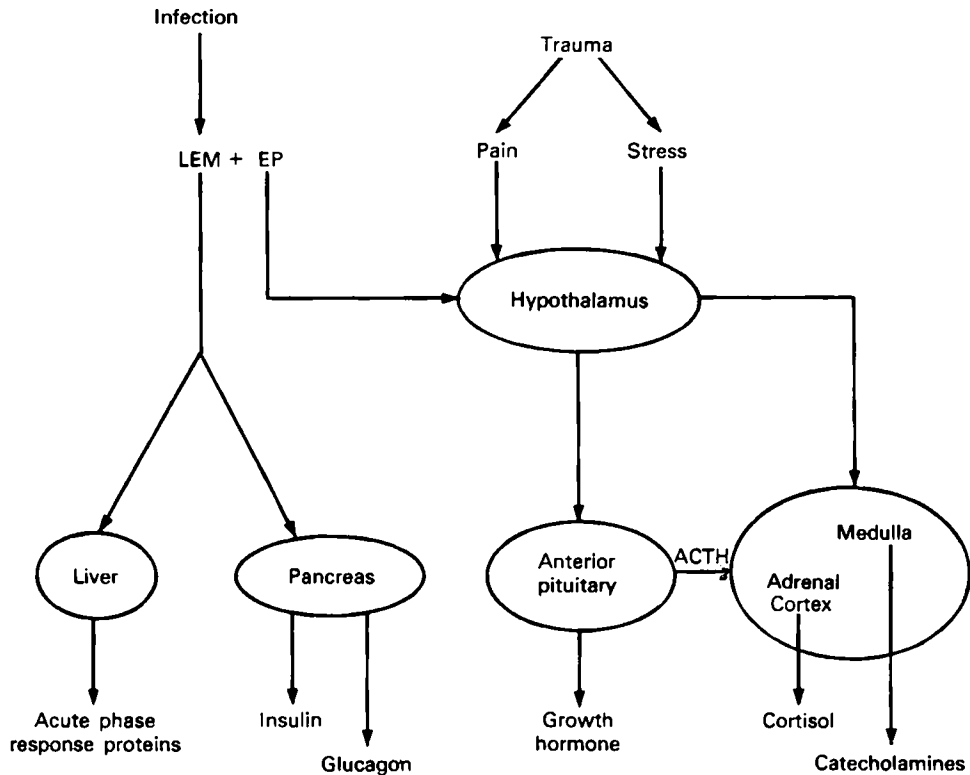 Infection
Trauma
LEM + EP
Pain
Stress
Hypothalamus
Liver
Pancreas
Anterior
pituitary
ACTH
Medulla
Adrenal
Cortex
Acute phase
response proteins
Insulin
Glucagon
Growth
hormone
Cortisol
Catecholamines